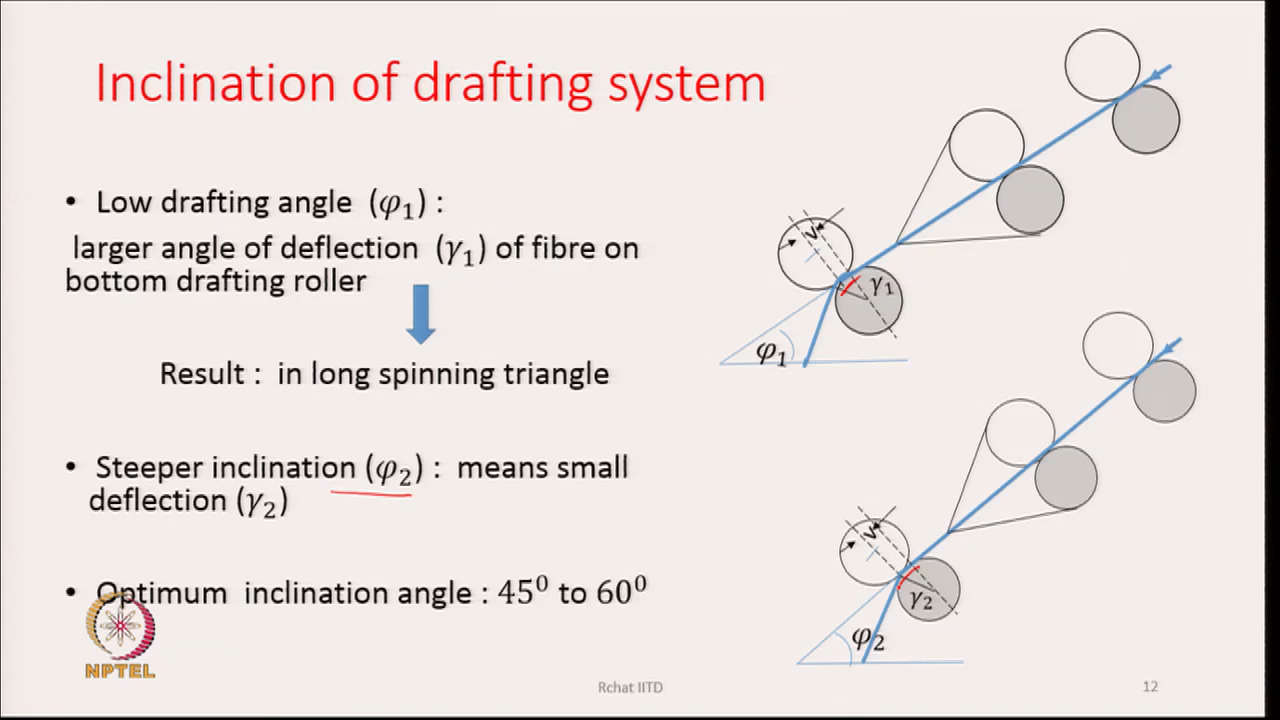 Inclination of drafting system
• Low drafting angle (φ₁) :
larger angle of deflection (γ₁) of fibre on
bottom drafting roller
Result : in long spinning triangle
• Steeper inclination (φ₂) : means small
deflection (γ₂)
• Optimum inclination angle : 45⁰ to 60⁰
V
γ₁
φ₁
V
γ₂
φ₂
NPTEL
Rchat IITD
12